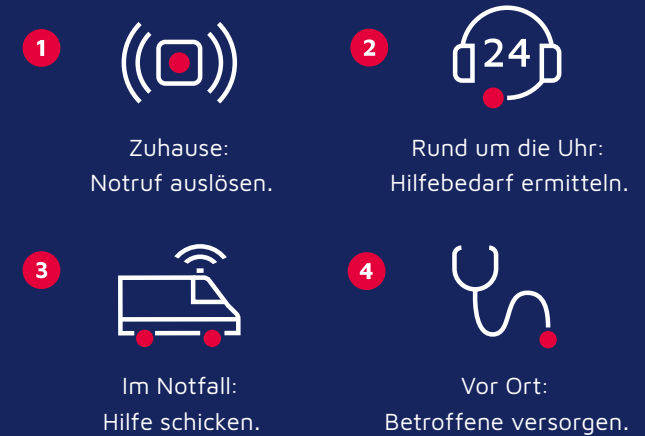 1
Zuhause:
Notruf auslösen.
2
24
Rund um die Uhr:
Hilfebedarf ermitteln.
3
Im Notfall:
Hilfe schicken.
4
Vor Ort:
Betroffene versorgen.